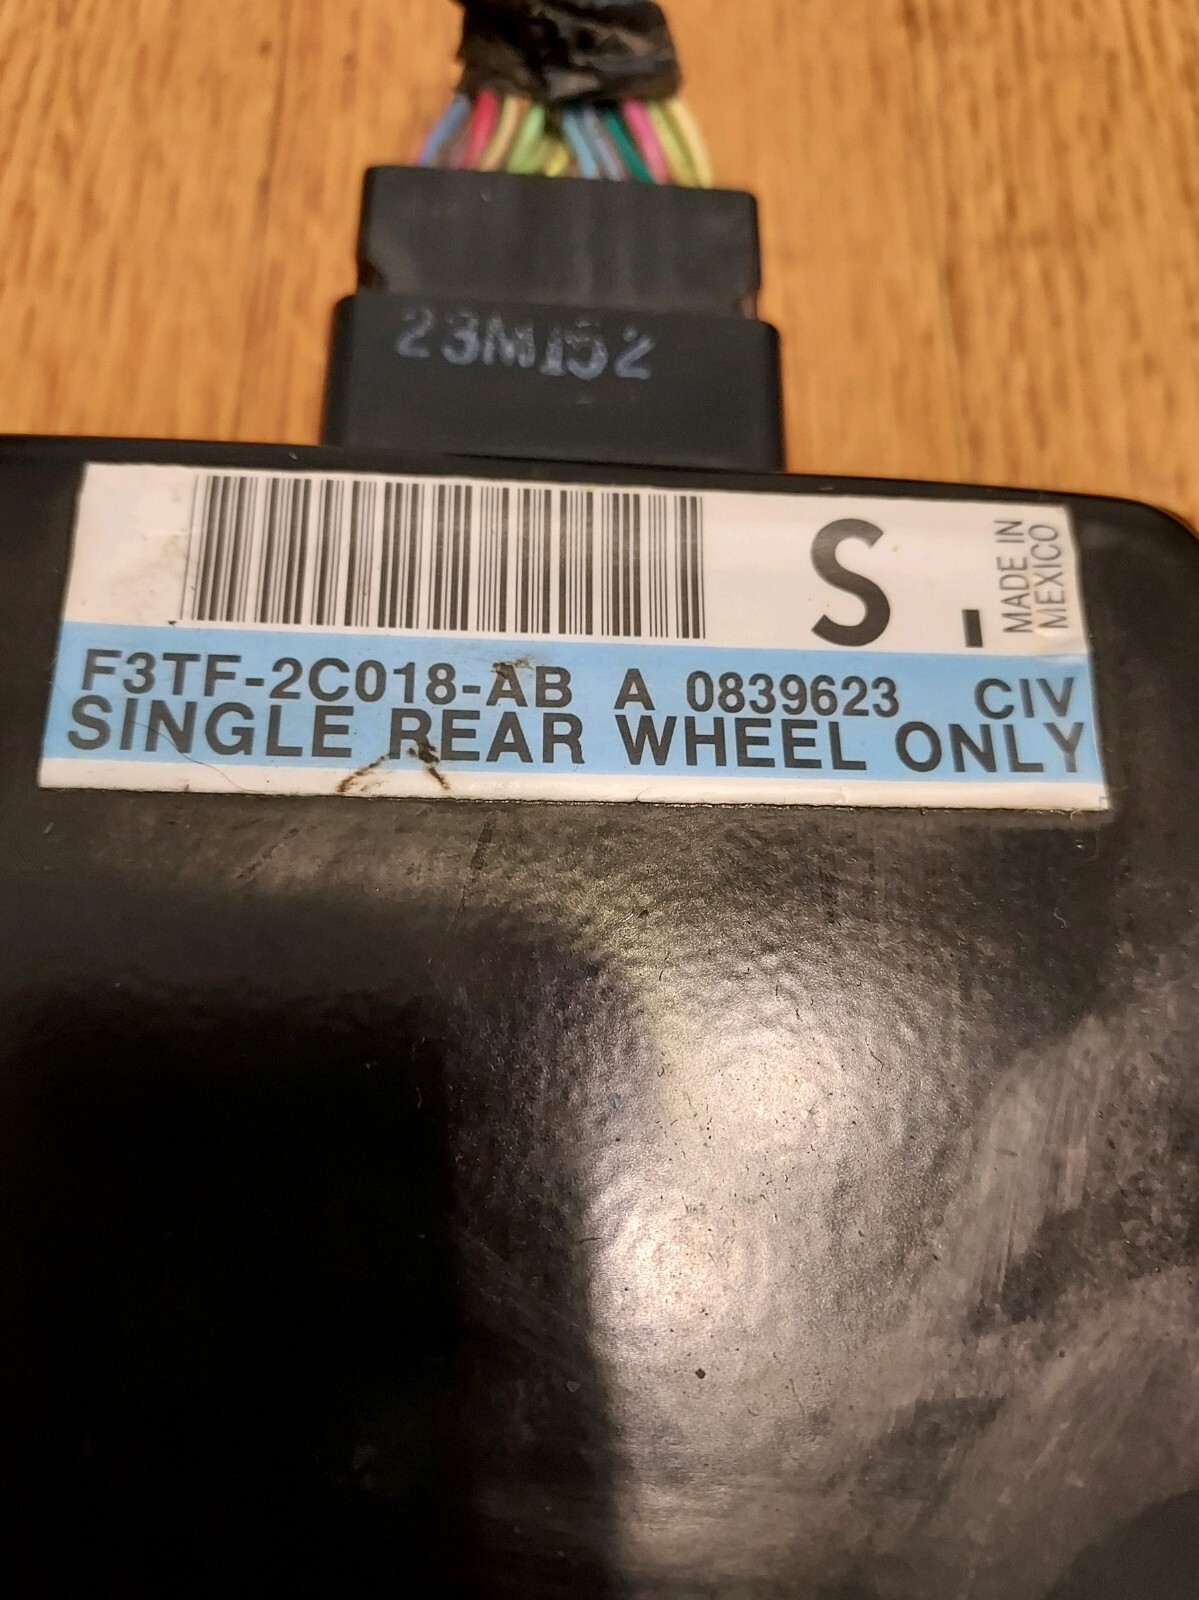 23M152
S
MADE IN
MEXICO
F3TF-2C018-AB A 0839623 CIV
SINGLE REAR WHEEL ONLY